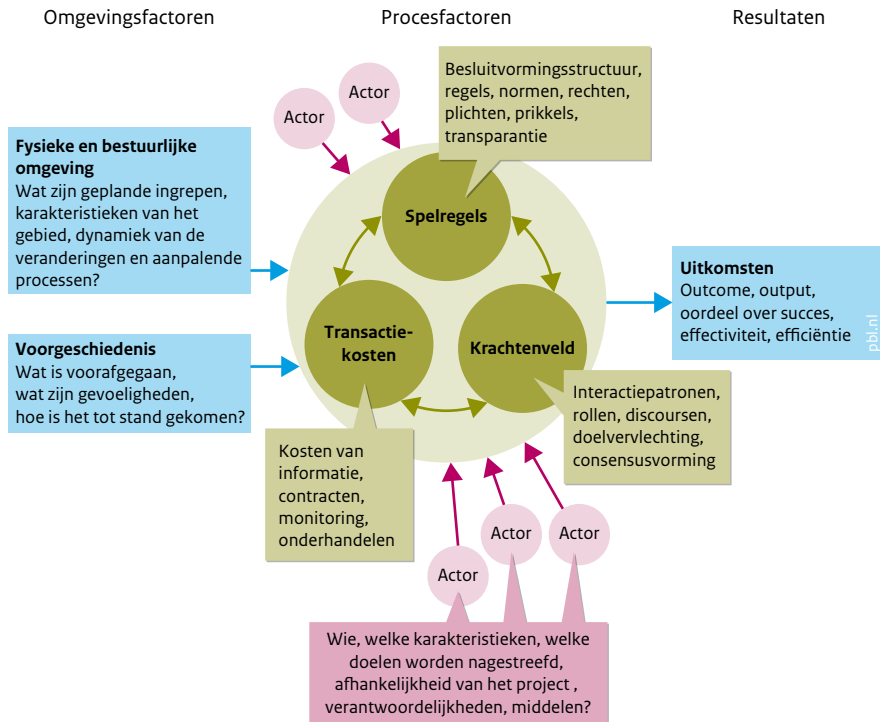 Omgevingsfactoren
Procesfactoren
Resultaten
Actor
Actor
Besluitvormingsstructuur,
regels, normen, rechten,
plichten, prikkels,
transparantie
Fysieke en bestuurlijke
omgeving
Wat zijn geplande ingrepen,
karakteristieken van het
gebied, dynamiek van de
veranderingen en aanpalende
processen?
Spelregels
Transactie-
kosten
Krachtenveld
Uitkomsten
Outcome, output,
oordeel over succes,
effectiviteit, efficiëntie
pbl.nl
Voorgeschiedenis
Wat is voorafgegaan,
wat zijn gevoeligheden,
hoe is het tot stand gekomen?
Kosten van
informatie,
contracten,
monitoring,
onderhandelen
Interactiepatronen,
rollen, discoursen,
doelvervlechting,
consensusvorming
Actor
Actor
Actor
Wie, welke karakteristieken, welke
doelen worden nagestreefd,
afhankelijkheid van het project ,
verantwoordelijkheden, middelen?